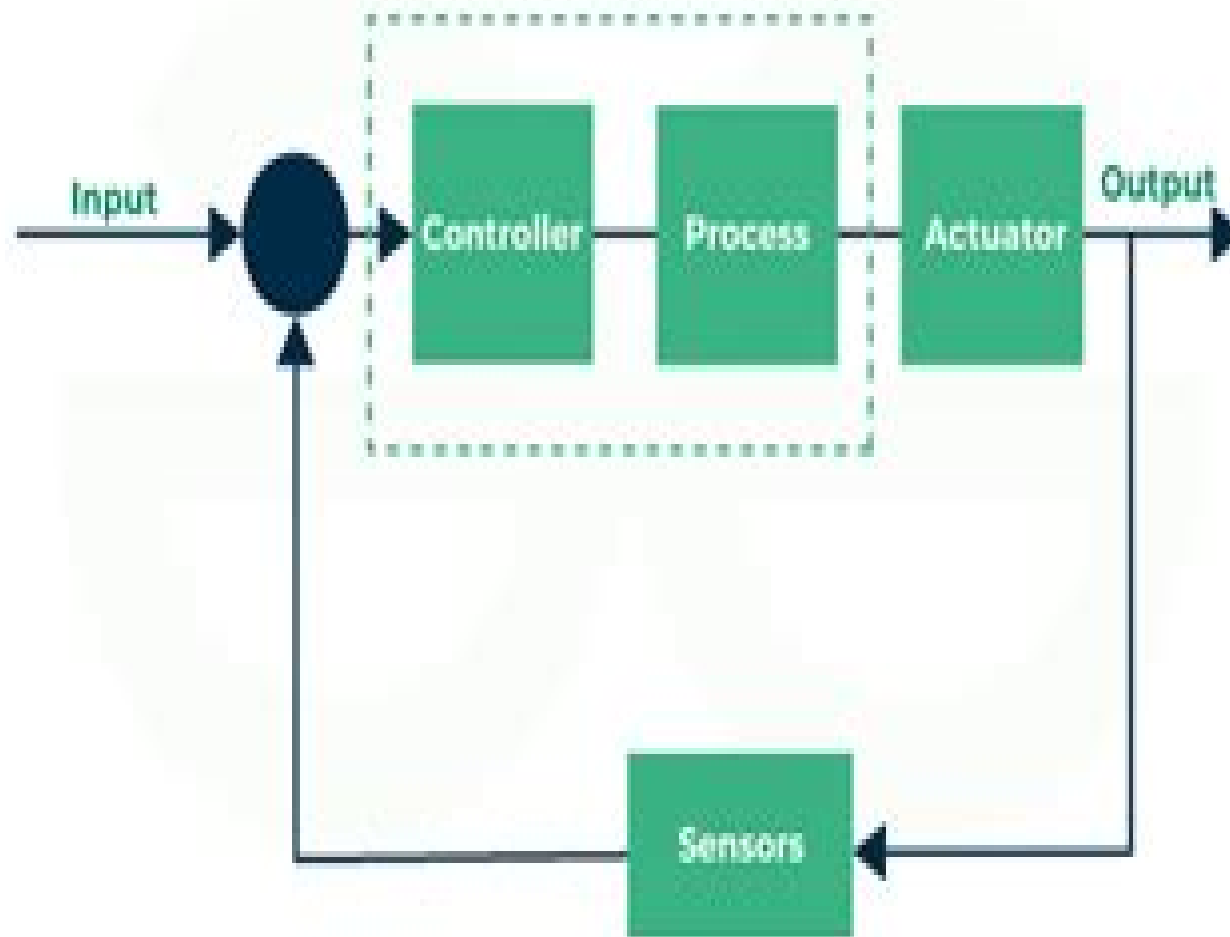 Input
Controller
Process
Actuator
Output
Sensors